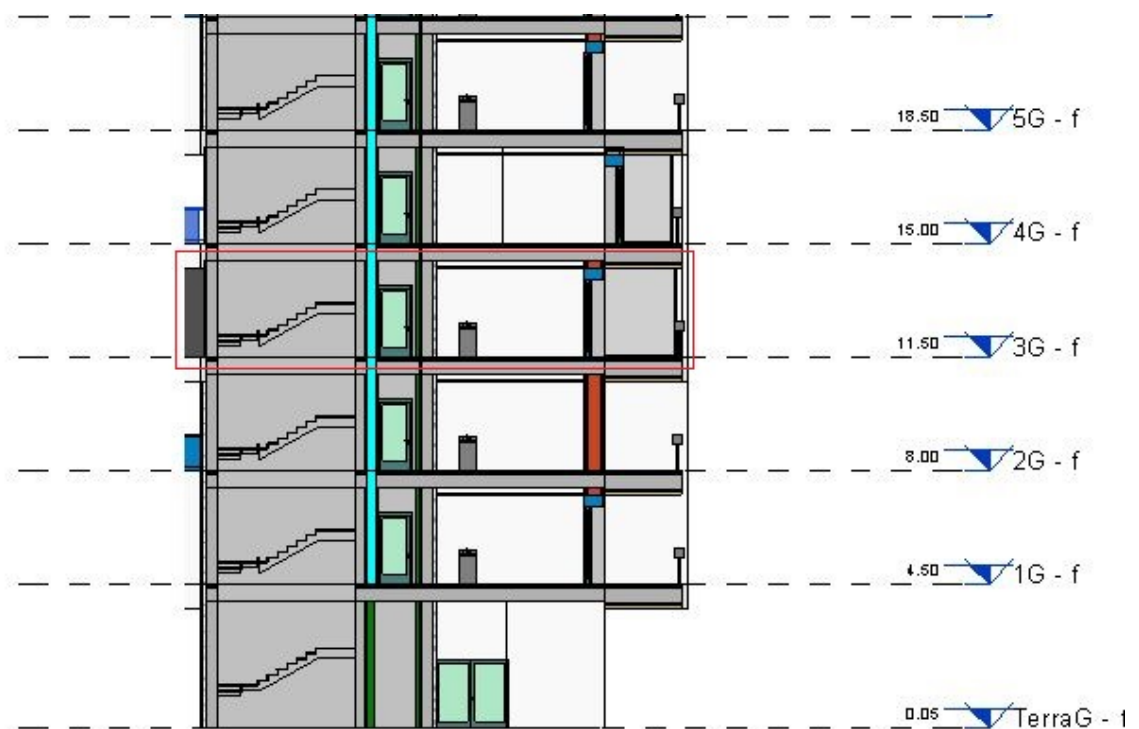 18.50 5G - f
15.00 4G - f
11.50 3G - f
8.00 2G - f
4.50 1G - f
0.05 TerraG - f